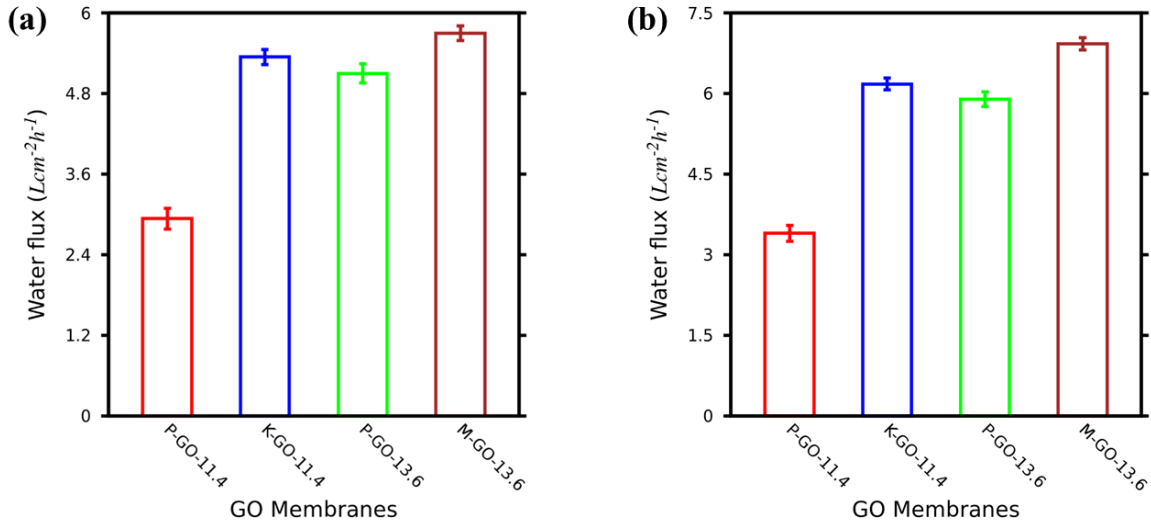 (a)
6
4.8
3.6
2.4
1.2
0
Water flux (Lcm⁻²h⁻¹)
P-GO-11.4
K-GO-11.4
P-GO-13.6
M-GO-13.6
GO Membranes
(b)
7.5
6
4.5
3
1.5
0
Water flux (Lcm⁻²h⁻¹)
P-GO-11.4
K-GO-11.4
P-GO-13.6
M-GO-13.6
GO Membranes